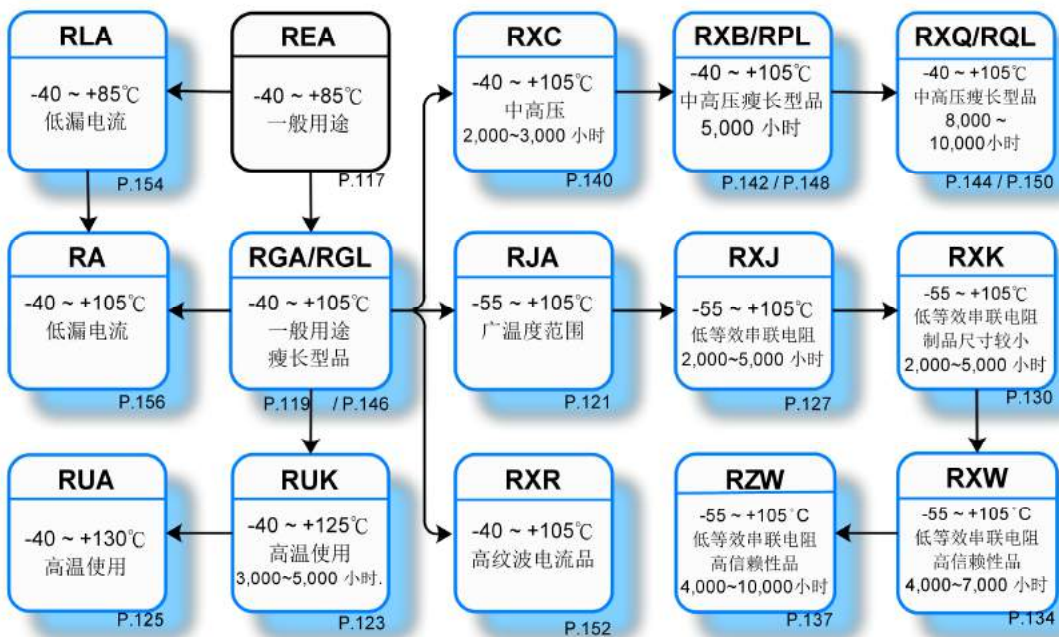 RLA
-40 ~ +85℃
低漏电流
P.154
REA
-40 ~ +85℃
一般用途
P.117
RXC
-40 ~ +105℃
中高压
2,000~3,000 小时
P.140
RXB/RPL
-40 ~ +105℃
中高压瘦长型品
5,000 小时
P.142 / P.148
RXQ/RQL
-40 ~ +105℃
中高压瘦长型品
8,000 ~
10,000小时
P.144 / P.150
RA
-40 ~ +105℃
低漏电流
P.156
RGA/RGL
-40 ~ +105℃
一般用途
瘦长型品
P.119 / P.146
RJA
-55 ~ +105℃
广温度范围
P.121
RXJ
-55 ~ +105℃
低等效串联电阻
2,000~5,000 小时
P.127
RXK
-55 ~ +105℃
低等效串联电阻
制品尺寸较小
2,000~5,000 小时
P.130
RUA
-40 ~ +130℃
高温使用
P.125
RUK
-40 ~ +125℃
高温使用
3,000~5,000 小时.
P.123
RXR
-40 ~ +105℃
高纹波电流品
P.152
RZW
-55 ~ +105°C
低等效串联电阻
高信赖性品
4,000~10,000小时
P.137
RXW
-55 ~ +105°C
低等效串联电阻
高信赖性品
4,000~7,000 小时
P.134